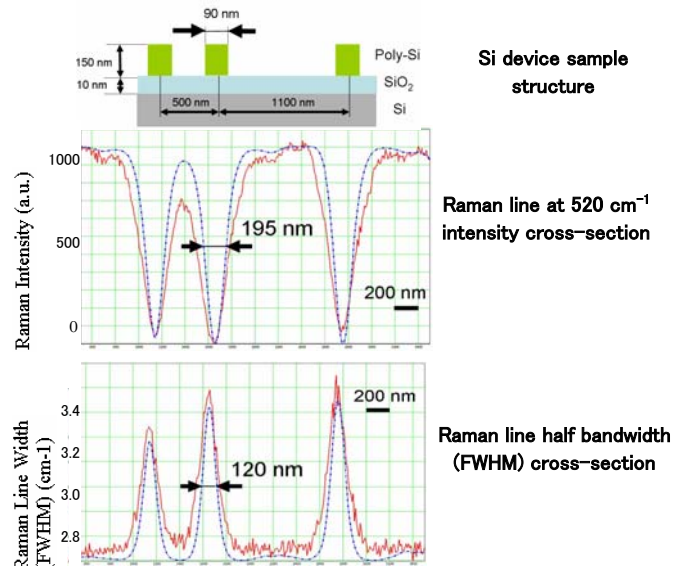 90 nm
Poly-Si
150 nm
SiO₂
10 nm
500 nm
1100 nm
Si
Si device sample
structure
Raman Intensity (a.u.)
1000
500
0
195 nm
200 nm
Raman line at 520 cm⁻¹
intensity cross-section
Raman Line Width
(FWHM) (cm-1)
3.4
3.2
3.0
2.8
200 nm
120 nm
Raman line half bandwidth
(FWHM) cross-section